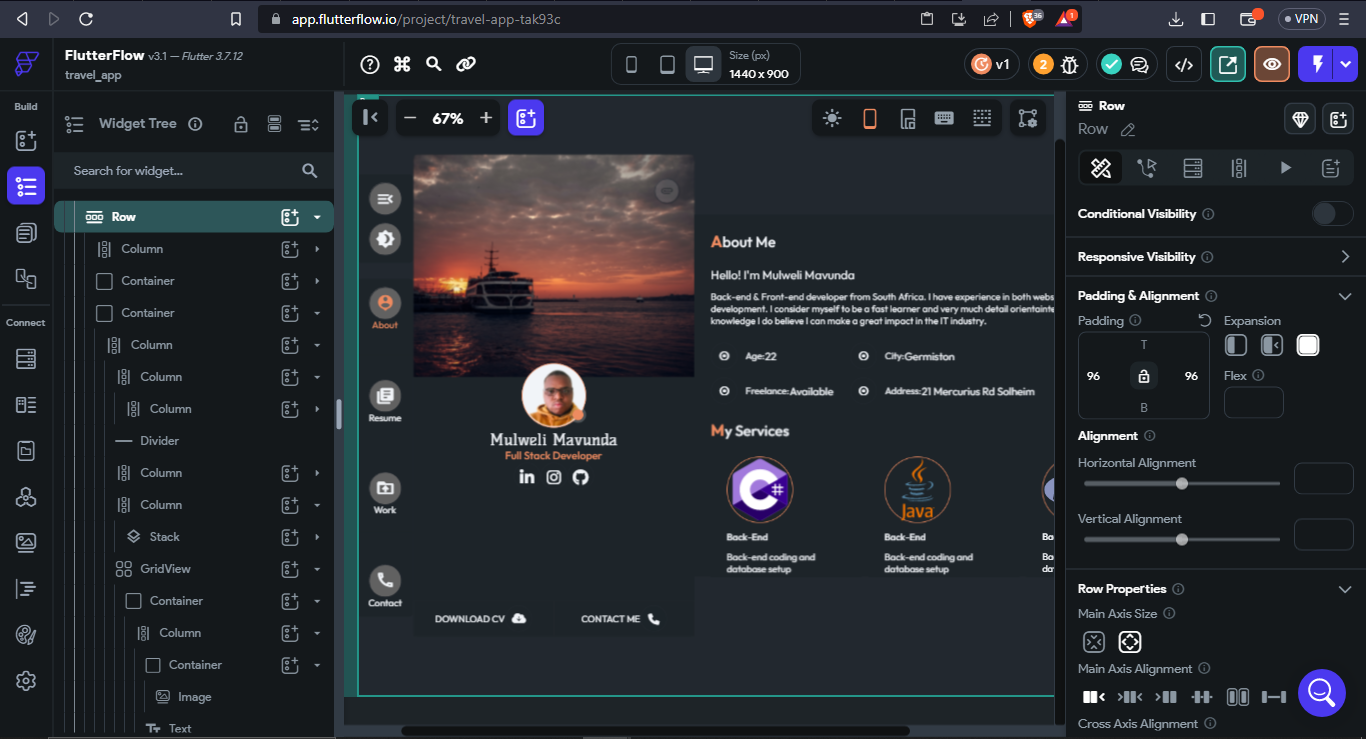 app.flutterflow.io/project/travel-app-tak93c
36
1
VPN
FlutterFlow v3.1 — Flutter 3.7.12
travel_app
Size (px)
1440 x 900
v1
2
Build
Connect
Widget Tree
Search for widget...
Row
Column
Container
Container
Column
Column
Column
Divider
Column
Column
Stack
GridView
Container
Column
Container
Image
Text
67%
About
Resume
Work
Contact
Mulweli Mavunda
Full Stack Developer
DOWNLOAD CV
CONTACT ME
About Me
Hello! I'm Mulweli Mavunda
Back-end & Front-end developer from South Africa. I have experience in both webs
development. I consider myself to be a fast learner and very much detail orientainte
knowledge I do believe I can make a great impact in the IT industry.
Age:22
City:Germiston
Freelance:Available
Address:21 Mercurius Rd Solheim
My Services
C#
Java
Back-End
Back-End
Ba
Back-end coding and
database setup
Back-end coding and
database setup
Ba
da
Row
Row
Conditional Visibility
Responsive Visibility
Padding & Alignment
Padding
Expansion
T
96
96
B
Flex
Alignment
Horizontal Alignment
Vertical Alignment
Row Properties
Main Axis Size
Main Axis Alignment
Cross Axis Alignment